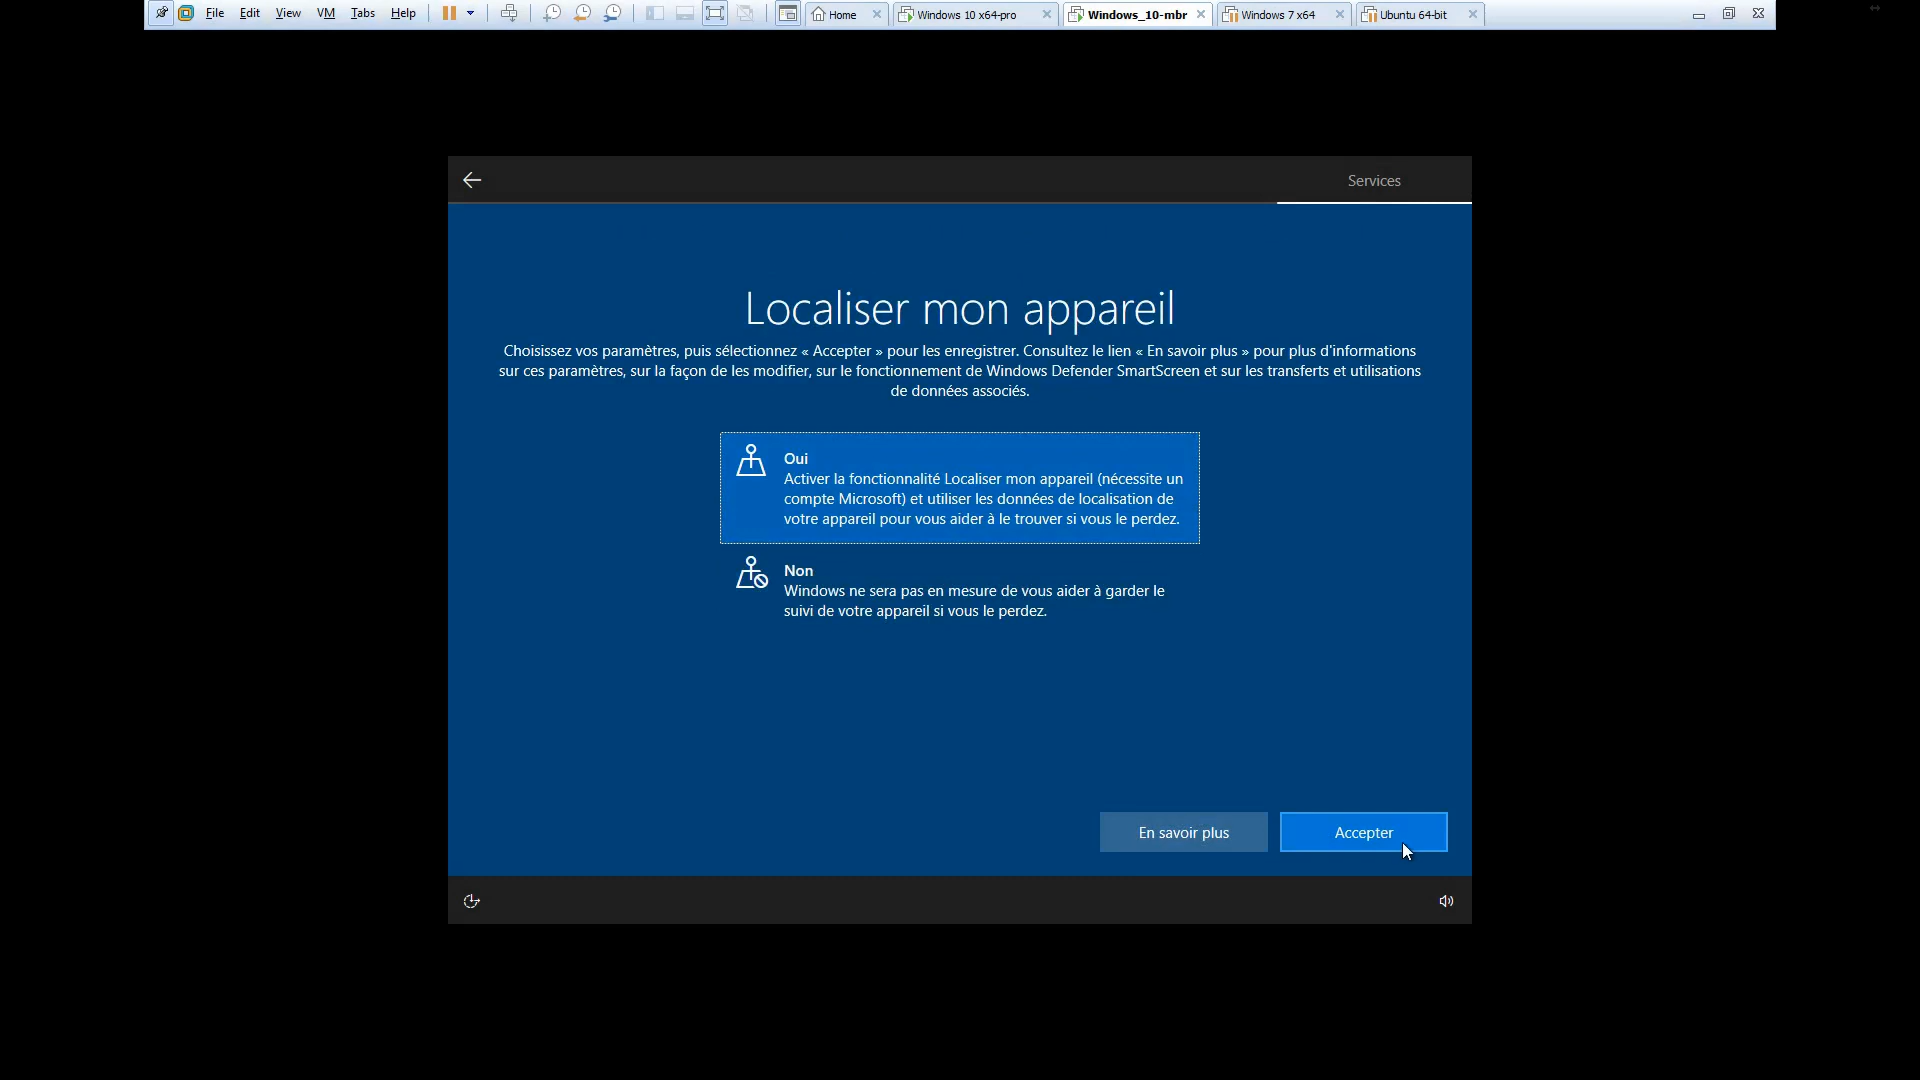 File Edit View VM Tabs Help Home Windows 10 x64-pro Windows_10-mbr Windows 7 x64 Ubuntu 64-bit
Services
Localiser mon appareil
Choisissez vos paramètres, puis sélectionnez « Accepter » pour les enregistrer. Consultez le lien « En savoir plus » pour plus d'informations
sur ces paramètres, sur la façon de les modifier, sur le fonctionnement de Windows Defender SmartScreen et sur les transferts et utilisations
de données associés.
Oui
Activer la fonctionnalité Localiser mon appareil (nécessite un
compte Microsoft) et utiliser les données de localisation de
votre appareil pour vous aider à le trouver si vous le perdez.
Non
Windows ne sera pas en mesure de vous aider à garder le
suivi de votre appareil si vous le perdez.
En savoir plus Accepter